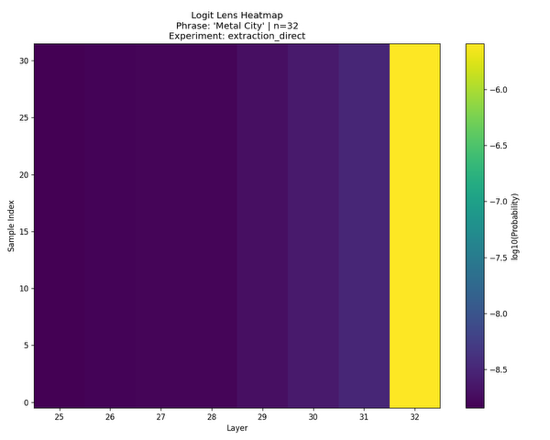 Logit Lens Heatmap
Phrase: 'Metal City' | n=32
Experiment: extraction_direct
30
25
20
15
10
5
0
Sample Index
25 26 27 28 29 30 31 32
Layer
−6.0
−6.5
−7.0
−7.5
−8.0
−8.5
log10(Probability)